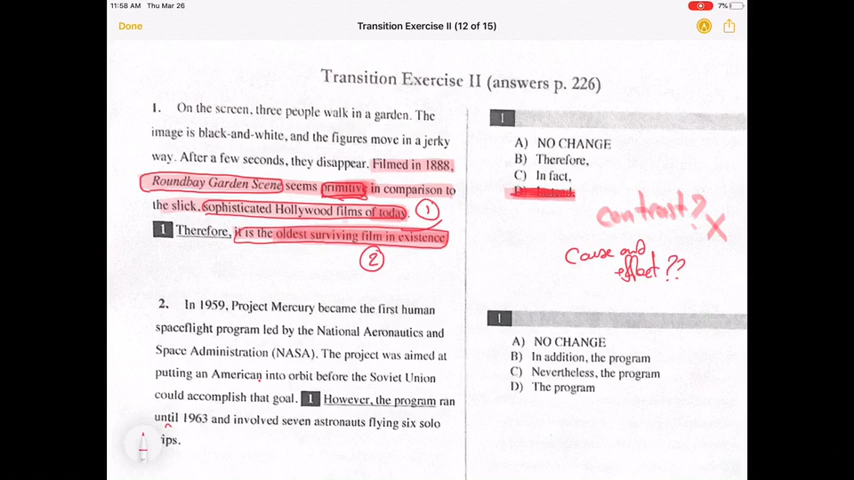 11:58 AM Thu Mar 26
7%
Done
Transition Exercise II (12 of 15)
Transition Exercise II (answers p. 226)
1. On the screen, three people walk in a garden. The
image is black-and-white, and the figures move in a jerky
way. After a few seconds, they disappear. Filmed in 1888,
Roundbay Garden Scene seems primitive in comparison to
the slick, sophisticated Hollywood films of today. 1
1 Therefore, it is the oldest surviving film in existence
2
1
A) NO CHANGE
B) Therefore,
C) In fact,
D) Instead,
contrast? X
Cause and
effect??
2. In 1959, Project Mercury became the first human
spaceflight program led by the National Aeronautics and
Space Administration (NASA). The project was aimed at
putting an American into orbit before the Soviet Union
could accomplish that goal. 1 However, the program ran
until 1963 and involved seven astronauts flying six solo
ips.
1
A) NO CHANGE
B) In addition, the program
C) Nevertheless, the program
D) The program